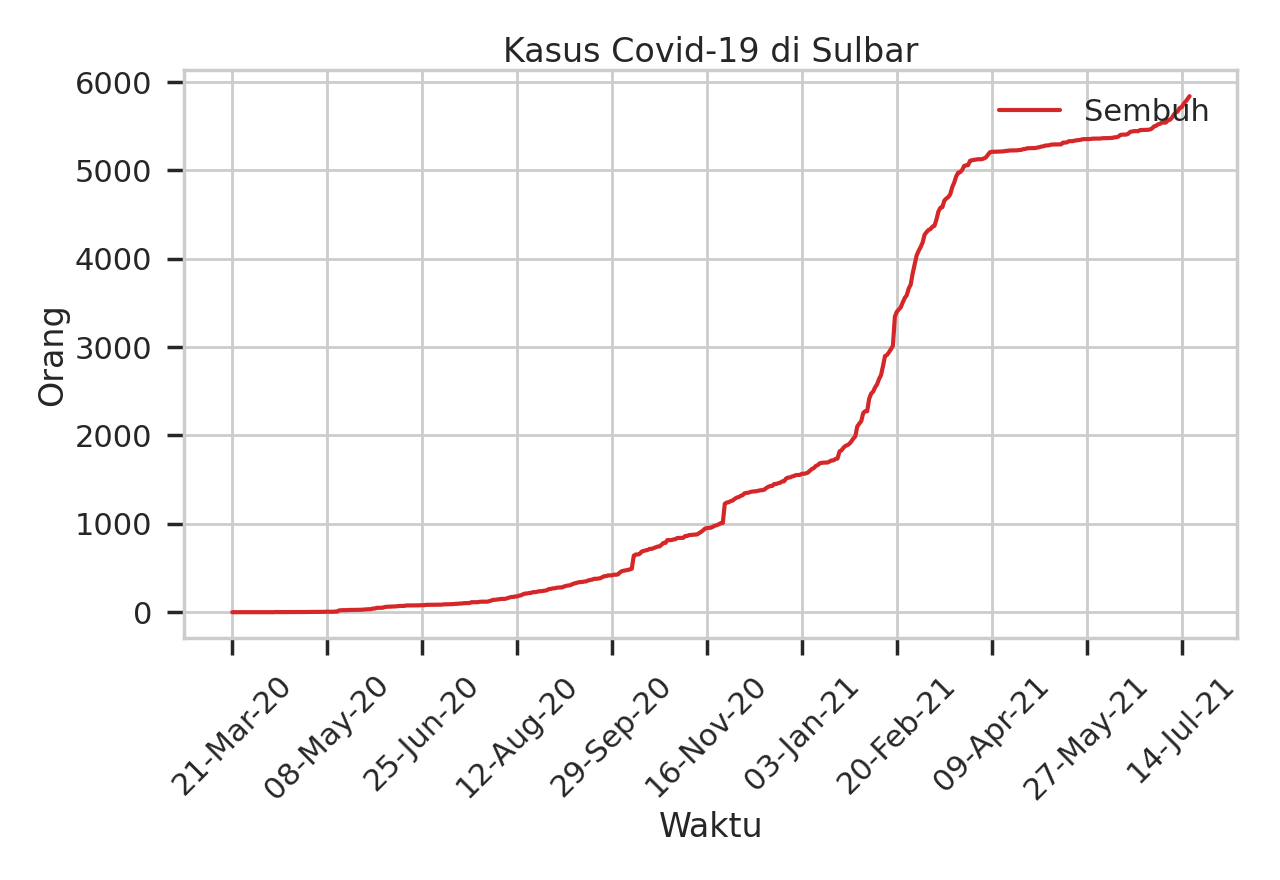 Kasus Covid-19 di Sulbar
Sembuh
Orang
6000
5000
4000
3000
2000
1000
0
21-Mar-20
08-May-20
25-Jun-20
12-Aug-20
29-Sep-20
16-Nov-20
03-Jan-21
20-Feb-21
09-Apr-21
27-May-21
14-Jul-21
Waktu